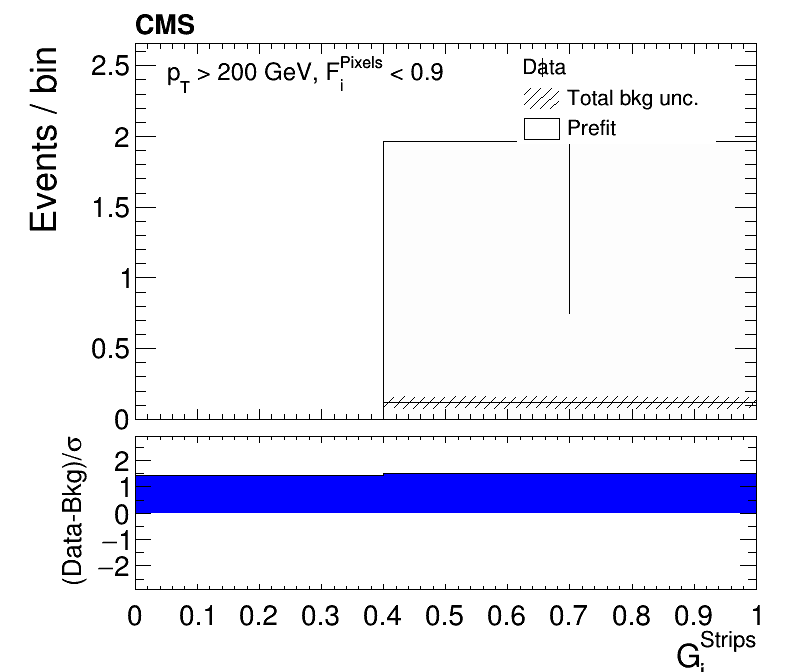 CMS
p_T > 200 GeV, F_i^Pixels < 0.9
Data
Total bkg unc.
Prefit
Events / bin
2.5
2
1.5
1
0.5
0
(Data-Bkg)/σ
2
1
0
−1
−2
0 0.1 0.2 0.3 0.4 0.5 0.6 0.7 0.8 0.9 1
G_i^Strips